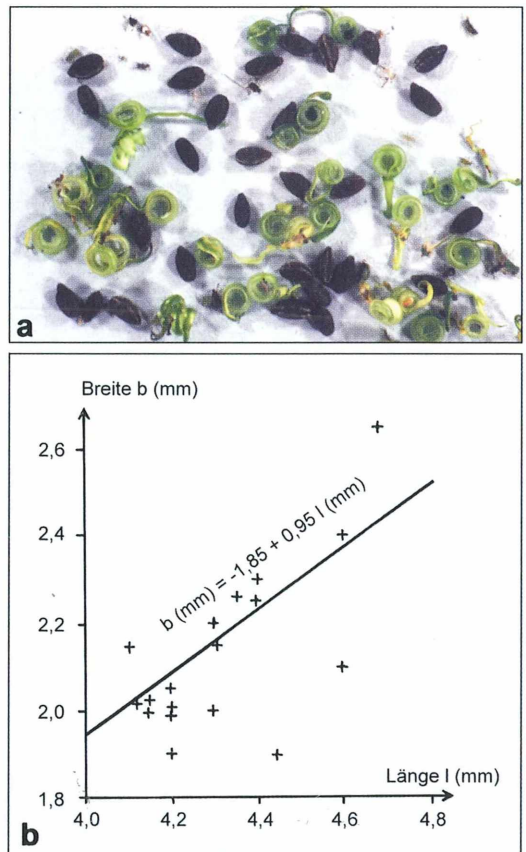 a
Breite b (mm)
2,6
2,4
2,2
2,0
1,8
b (mm) = -1,85 + 0,95 l (mm)
Länge l (mm)
4,0 4,2 4,4 4,6 4,8
b